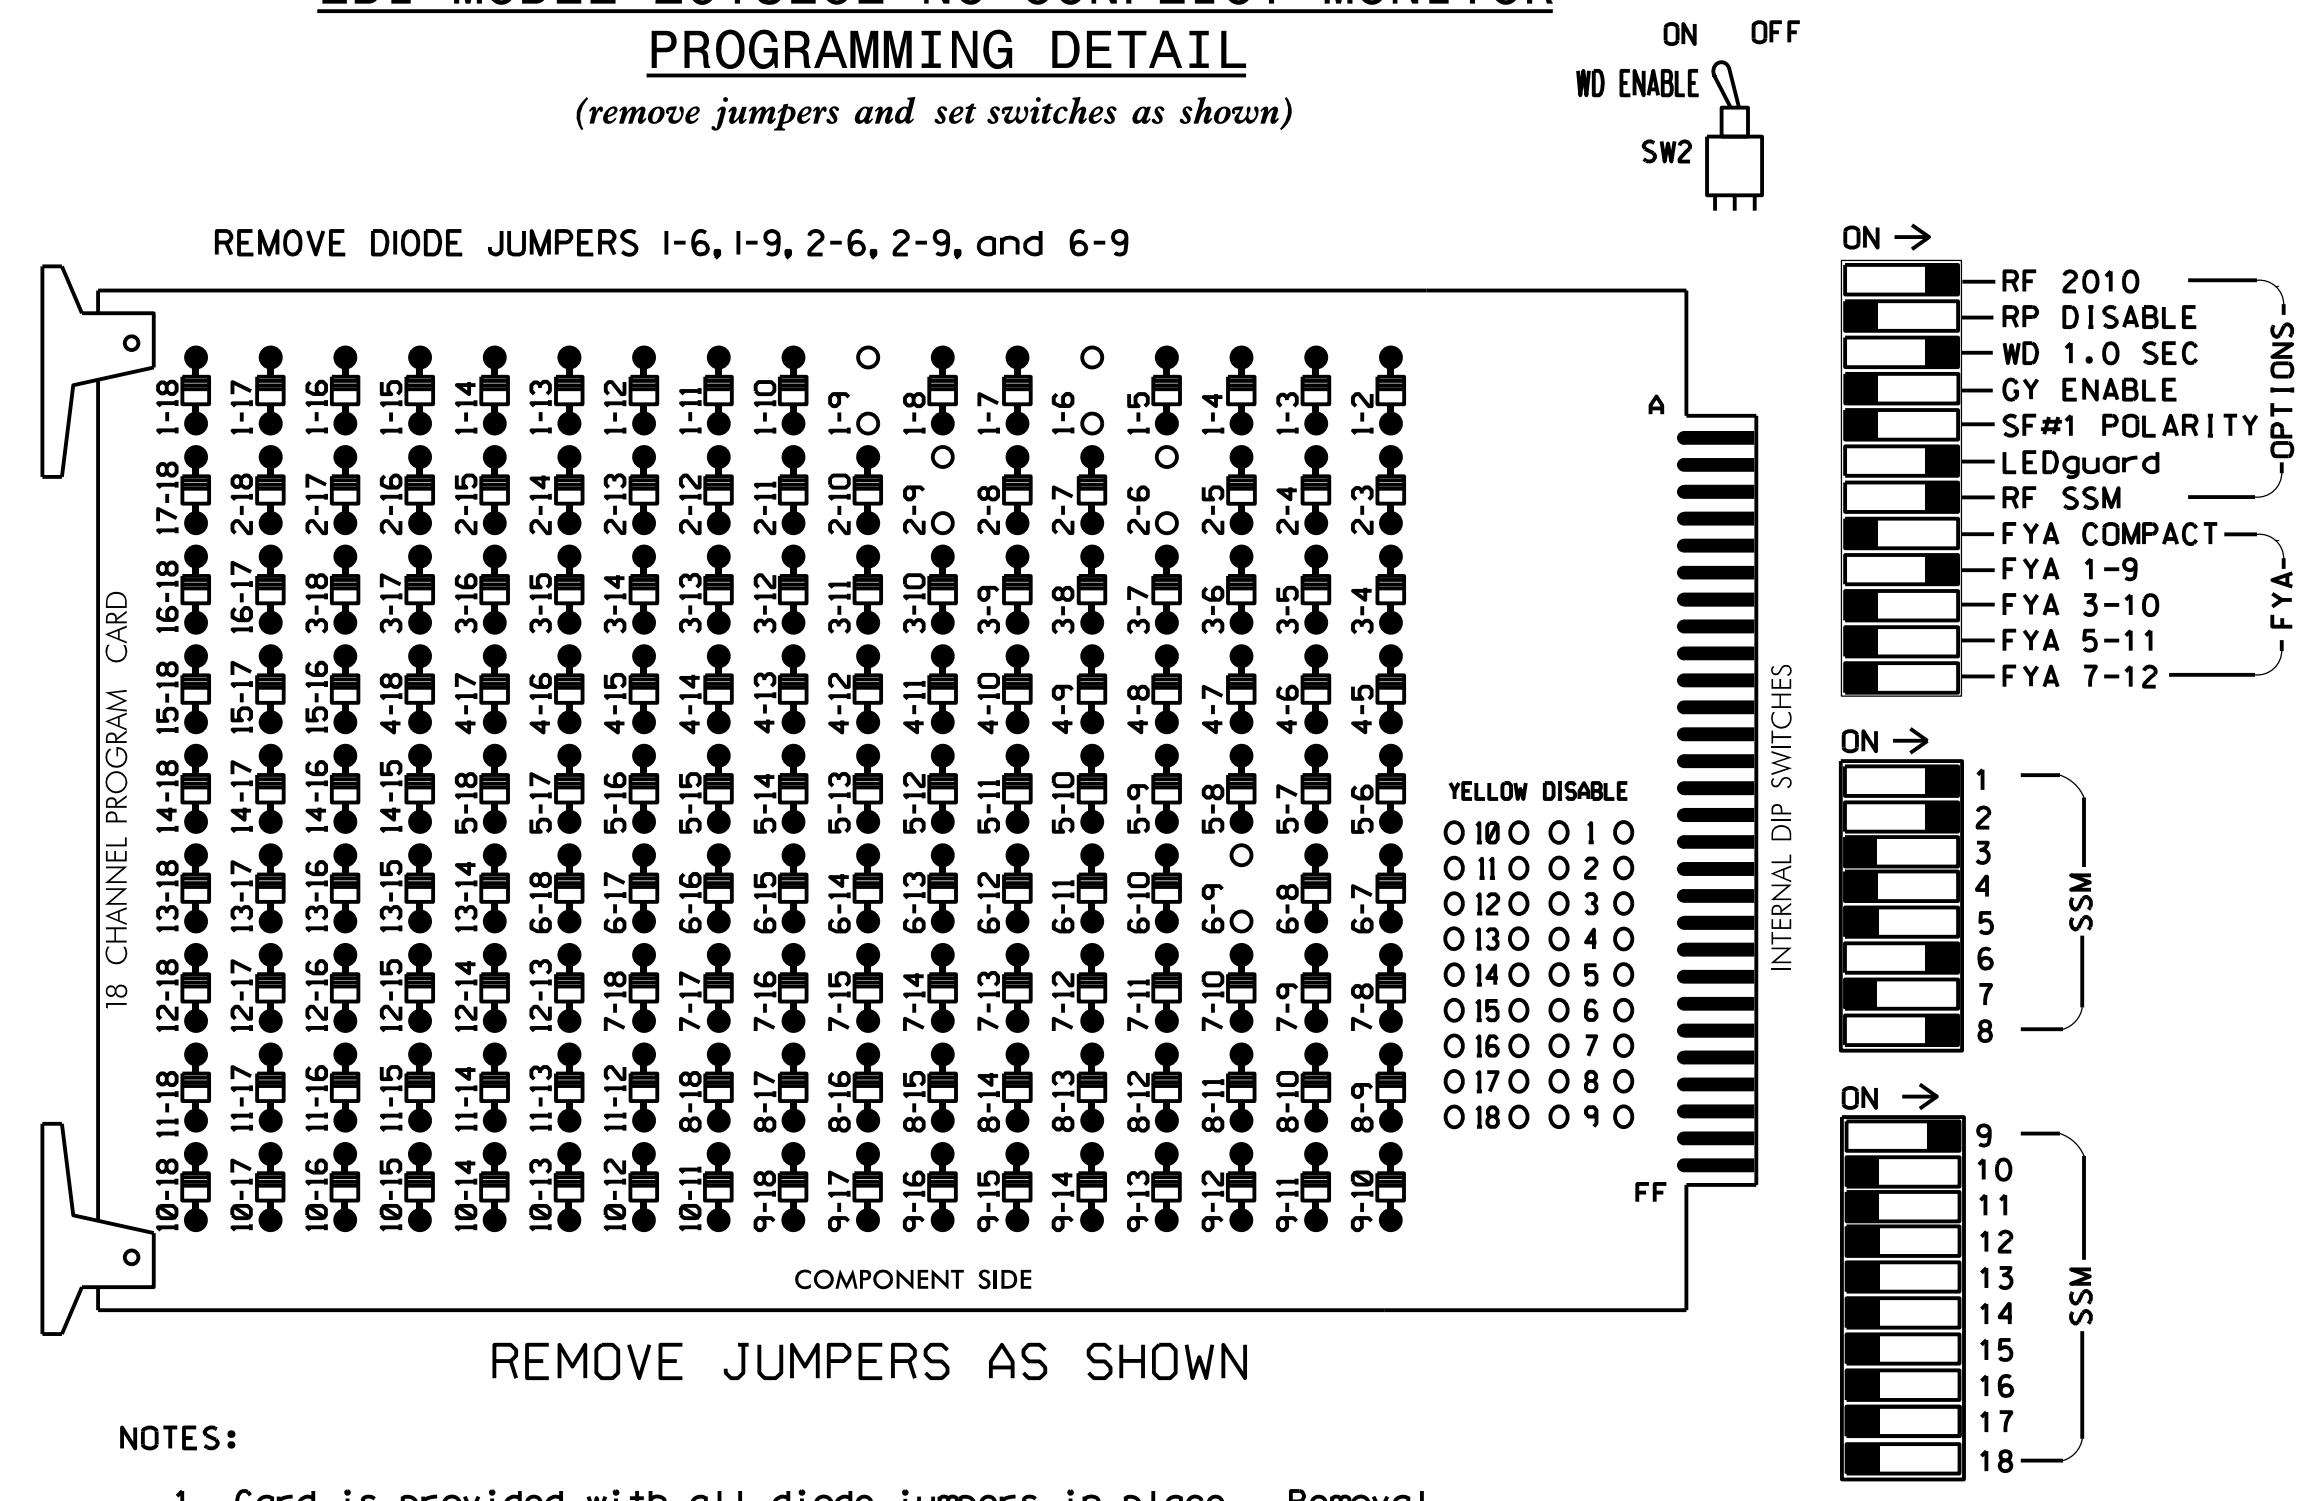 PROGRAMMING DETAIL
(remove jumpers and set switches as shown)
ON OFF
WD ENABLE
SW2
REMOVE DIODE JUMPERS 1-6, 1-9, 2-6, 2-9, and 6-9
18 CHANNEL PROGRAM CARD
1-18 1-17 1-16 1-15 1-14 1-13 1-12 1-11 1-10 1-9 1-8 1-7 1-6 1-5 1-4 1-3 1-2
17-18 2-18 2-17 2-16 2-15 2-14 2-13 2-12 2-11 2-10 2-9 2-8 2-7 2-6 2-5 2-4 2-3
16-18 16-17 3-18 3-17 3-16 3-15 3-14 3-13 3-12 3-11 3-10 3-9 3-8 3-7 3-6 3-5 3-4
15-18 15-17 15-16 4-18 4-17 4-16 4-15 4-14 4-13 4-12 4-11 4-10 4-9 4-8 4-7 4-6 4-5
14-18 14-17 14-16 14-15 5-18 5-17 5-16 5-15 5-14 5-13 5-12 5-11 5-10 5-9 5-8 5-7 5-6
13-18 13-17 13-16 13-15 13-14 6-18 6-17 6-16 6-15 6-14 6-13 6-12 6-11 6-10 6-9 6-8 6-7
12-18 12-17 12-16 12-15 12-14 12-13 7-18 7-17 7-16 7-15 7-14 7-13 7-12 7-11 7-10 7-9 7-8
11-18 11-17 11-16 11-15 11-14 11-13 11-12 8-18 8-17 8-16 8-15 8-14 8-13 8-12 8-11 8-10 8-9
10-18 10-17 10-16 10-15 10-14 10-13 10-12 10-11 9-18 9-17 9-16 9-15 9-14 9-13 9-12 9-11 9-10
YELLOW DISABLE
10 1
11 2
12 3
13 4
14 5
15 6
16 7
17 8
18 9
A
FF
COMPONENT SIDE
INTERNAL DIP SWITCHES
ON
RF 2010
RP DISABLE
WD 1.0 SEC
GY ENABLE
SF#1 POLARITY
LEDguard
RF SSM
OPTIONS
FYA COMPACT
FYA 1-9
FYA 3-10
FYA 5-11
FYA 7-12
FYA
ON
1
2
3
4
5
6
7
8
SSM
ON
9
10
11
12
13
14
15
16
17
18
SSM
REMOVE JUMPERS AS SHOWN
NOTES:
1. Card is provided with all diode jumpers in place. Removal